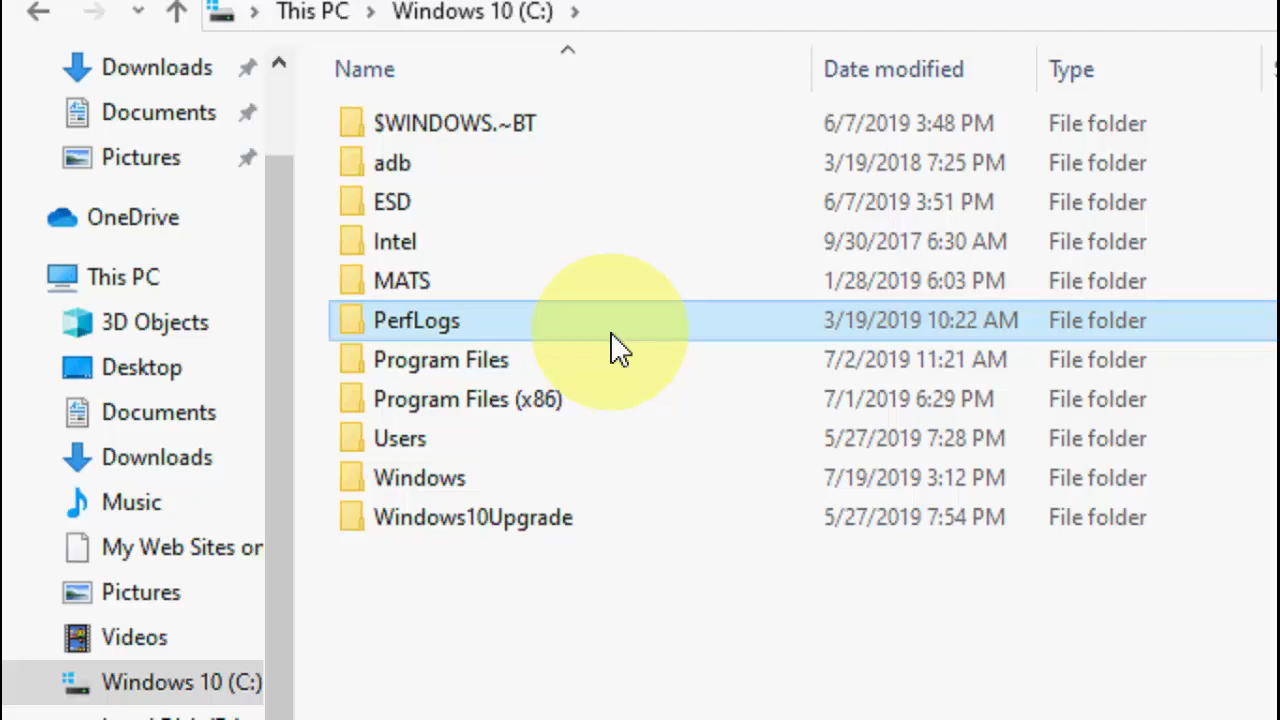 This PC > Windows 10 (C:) >
Name Date modified Type
Downloads
Documents
Pictures
OneDrive
This PC
3D Objects
Desktop
Documents
Downloads
Music
My Web Sites or
Pictures
Videos
Windows 10 (C:)
$WINDOWS.~BT 6/7/2019 3:48 PM File folder
adb 3/19/2018 7:25 PM File folder
ESD 6/7/2019 3:51 PM File folder
Intel 9/30/2017 6:30 AM File folder
MATS 1/28/2019 6:03 PM File folder
PerfLogs 3/19/2019 10:22 AM File folder
Program Files 7/2/2019 11:21 AM File folder
Program Files (x86) 7/1/2019 6:29 PM File folder
Users 5/27/2019 7:28 PM File folder
Windows 7/19/2019 3:12 PM File folder
Windows10Upgrade 5/27/2019 7:54 PM File folder